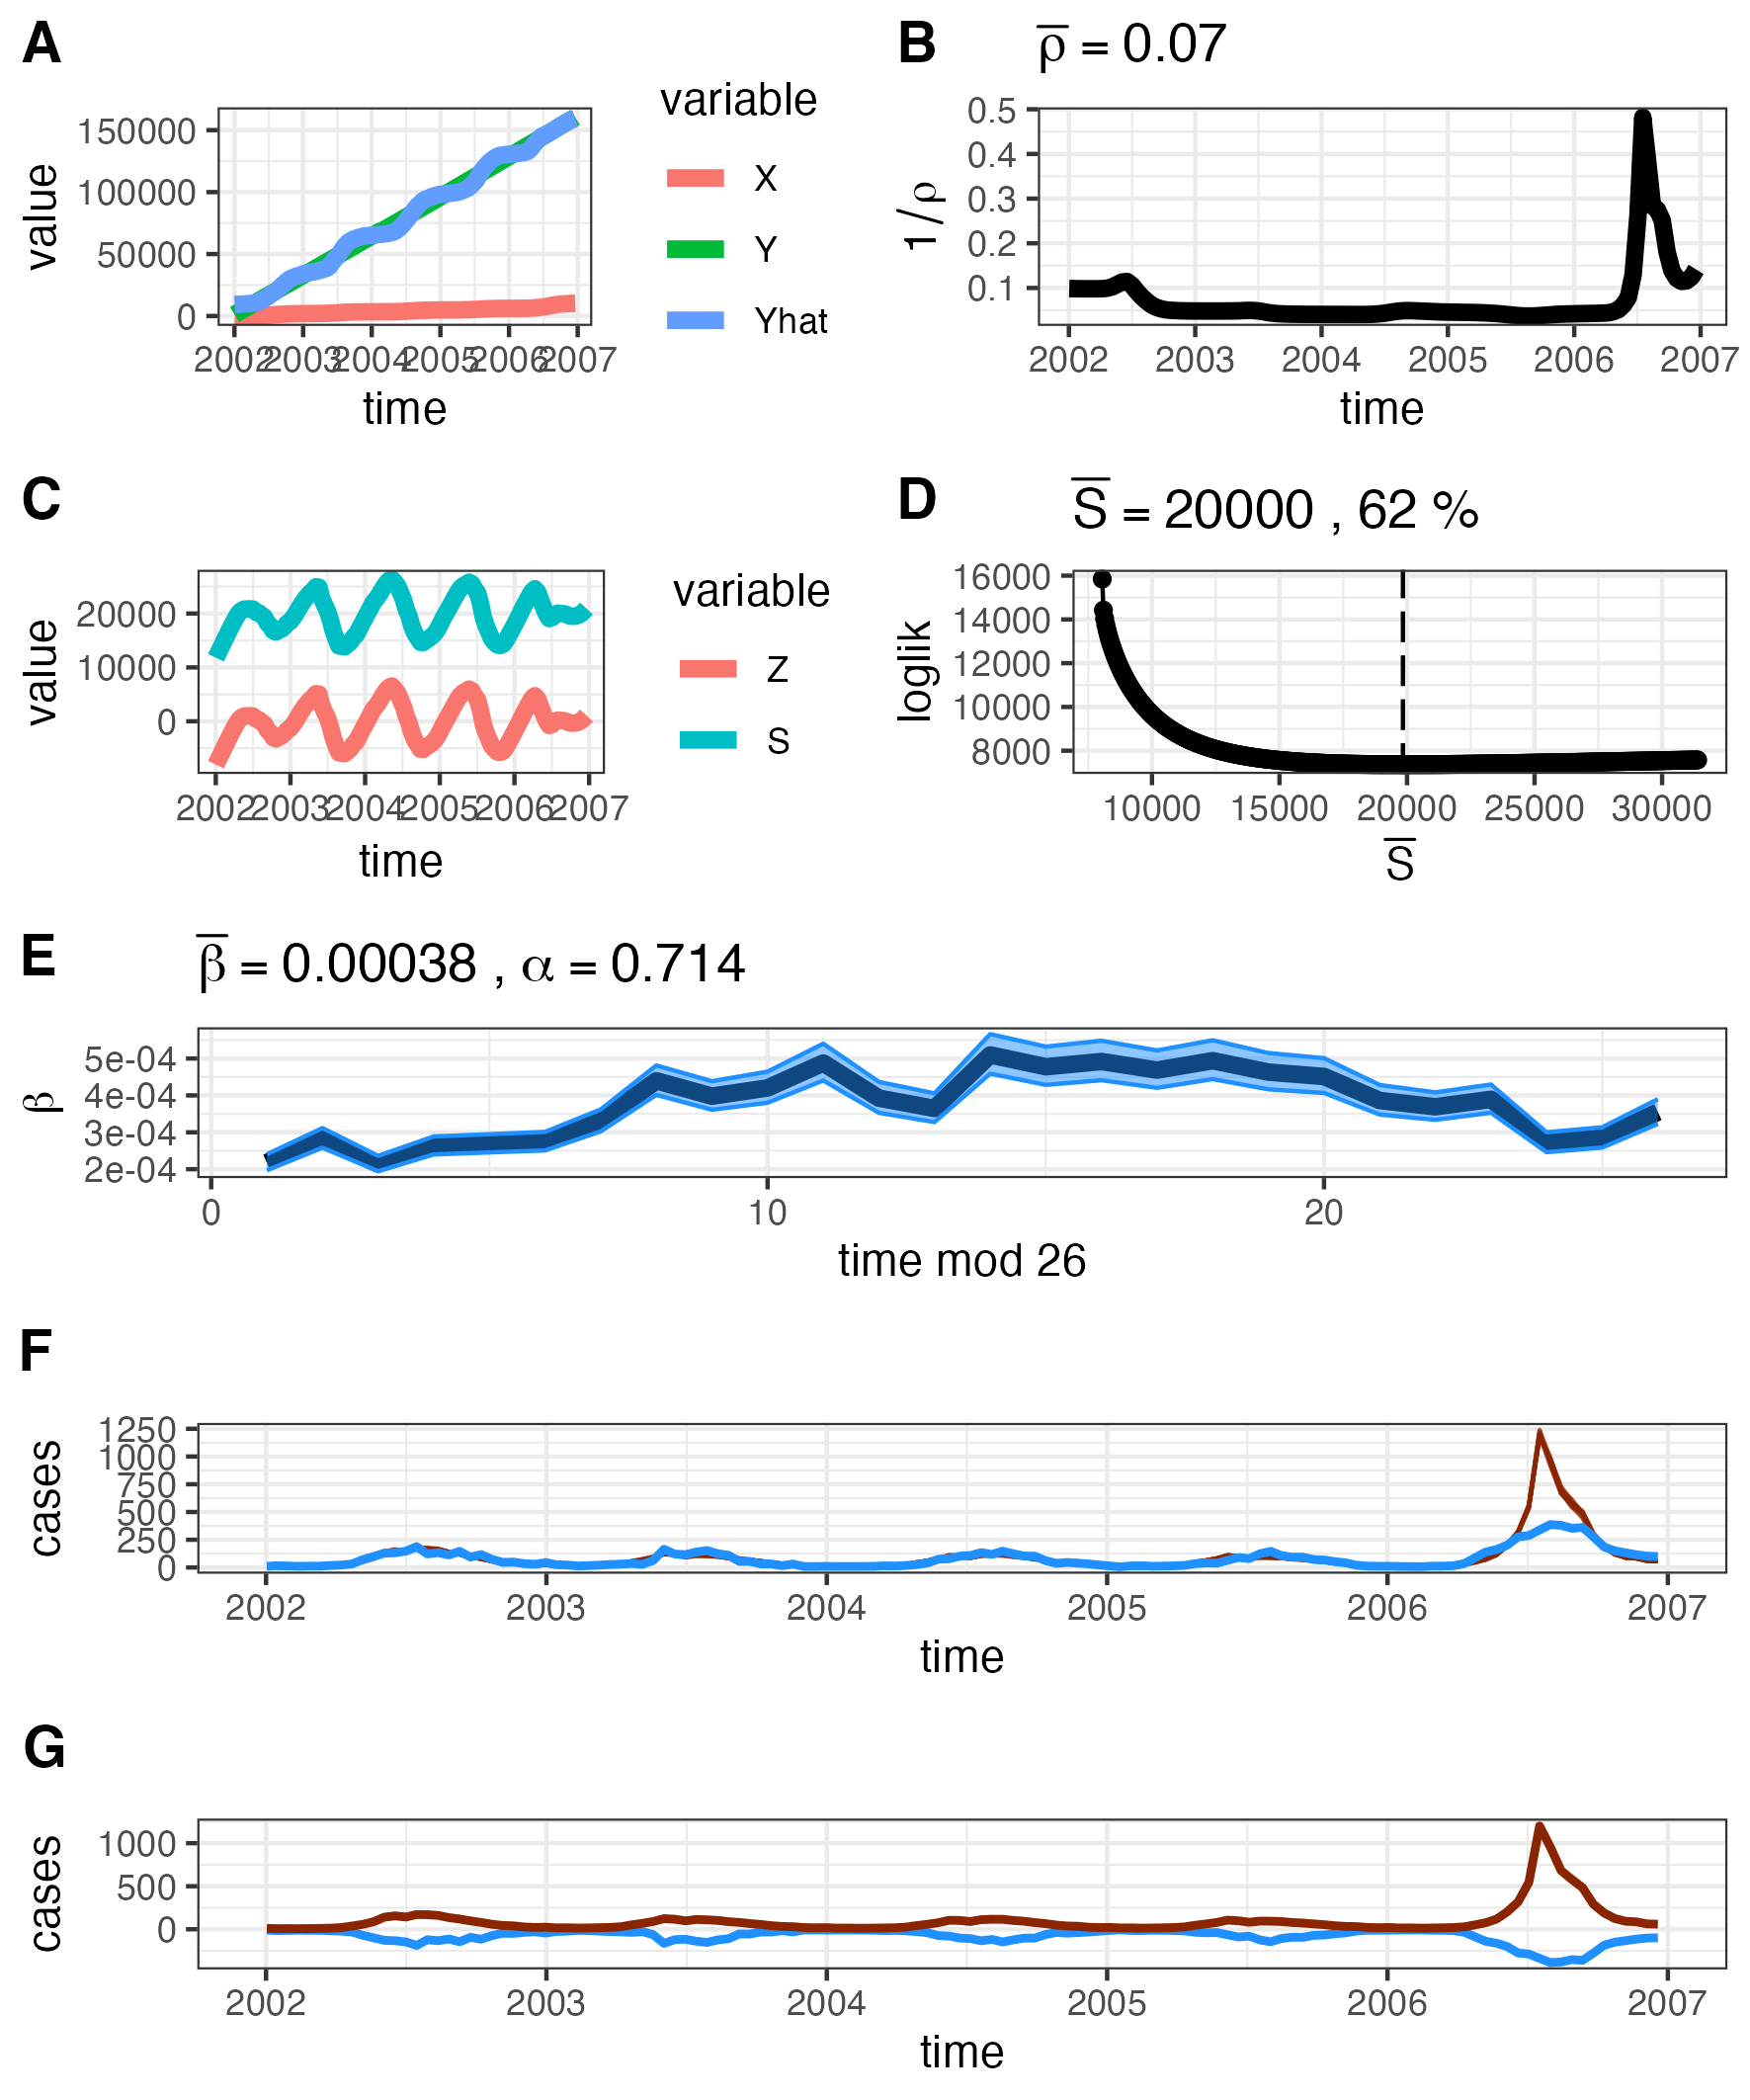 A
value
150000
100000
50000
0
2002 2003 2004 2005 2006 2007
time
variable
X
Y
Yhat
B
ρ̅ = 0.07
1/ρ
0.5
0.4
0.3
0.2
0.1
2002 2003 2004 2005 2006 2007
time
C
value
20000
10000
0
2002 2003 2004 2005 2006 2007
time
variable
Z
S
D
S̅ = 20000 , 62 %
loglik
16000
14000
12000
10000
8000
10000 15000 20000 25000 30000
S̅
E
β̅ = 0.00038 , α = 0.714
β
5e-04
4e-04
3e-04
2e-04
0 10 20
time mod 26
F
cases
1250
1000
750
500
250
0
2002 2003 2004 2005 2006 2007
time
G
cases
1000
500
0
2002 2003 2004 2005 2006 2007
time